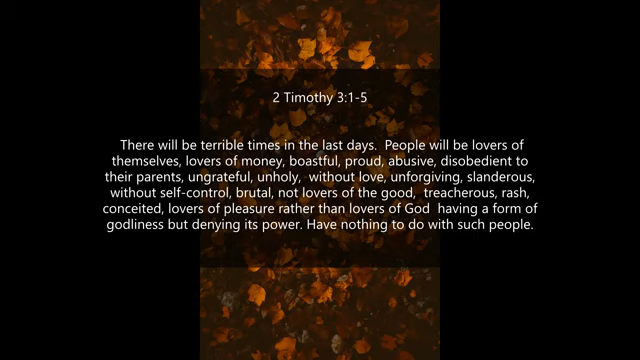 2 Timothy 3:1-5
There will be terrible times in the last days.  People will be lovers of
themselves, lovers of money, boastful, proud, abusive, disobedient to
their parents, ungrateful, unholy,  without love, unforgiving, slanderous,
without self-control, brutal, not lovers of the good,  treacherous, rash,
conceited, lovers of pleasure rather than lovers of God  having a form of
godliness but denying its power. Have nothing to do with such people.